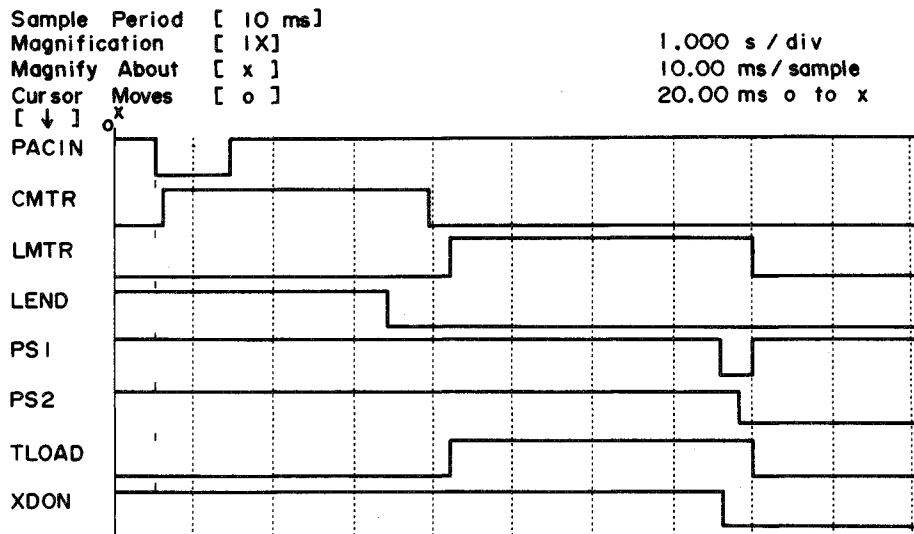 Sample Period [ 10 ms]
Magnification [ 1X] 1.000 s / div
Magnify About [ x ] 10.00 ms/sample
Cursor Moves [ o ] 20.00 ms o to x
[ ↓ ] o x
PACIN
CMTR
LMTR
LEND
PS1
PS2
TLOAD
XDON